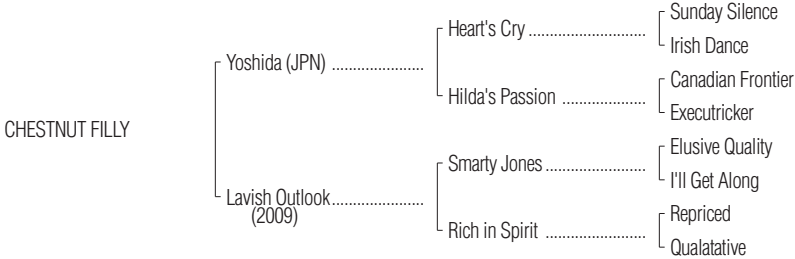 Sunday Silence
Heart's Cry ............................
Irish Dance
Yoshida (JPN) ......................
Canadian Frontier
Hilda's Passion ....................
Executricker
CHESTNUT FILLY
Elusive Quality
Smarty Jones ........................
I'll Get Along
Lavish Outlook......................
(2009)
Repriced
Rich in Spirit ........................
Qualatative